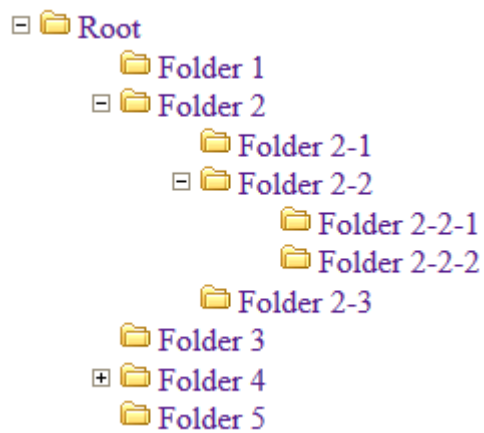 Root
Folder 1
Folder 2
Folder 2-1
Folder 2-2
Folder 2-2-1
Folder 2-2-2
Folder 2-3
Folder 3
Folder 4
Folder 5